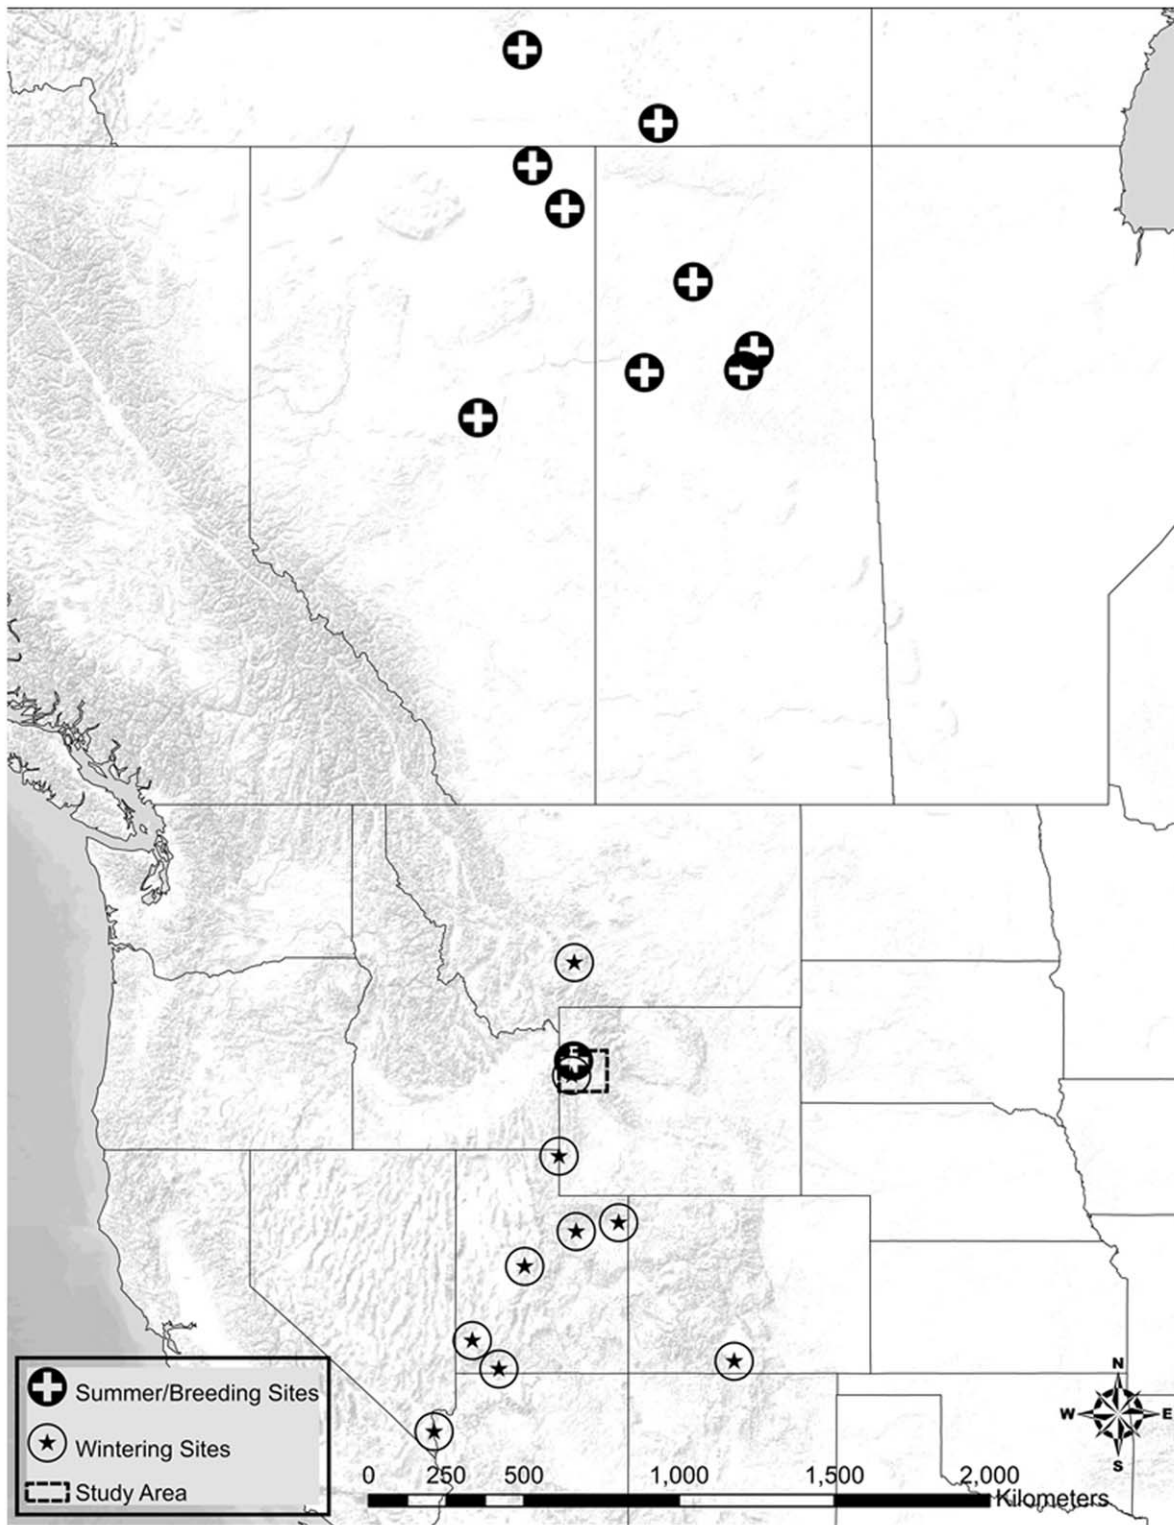 Summer/Breeding Sites
Wintering Sites
Study Area
0 250 500 1,000 1,500 2,000
Kilometers
N
W E
S